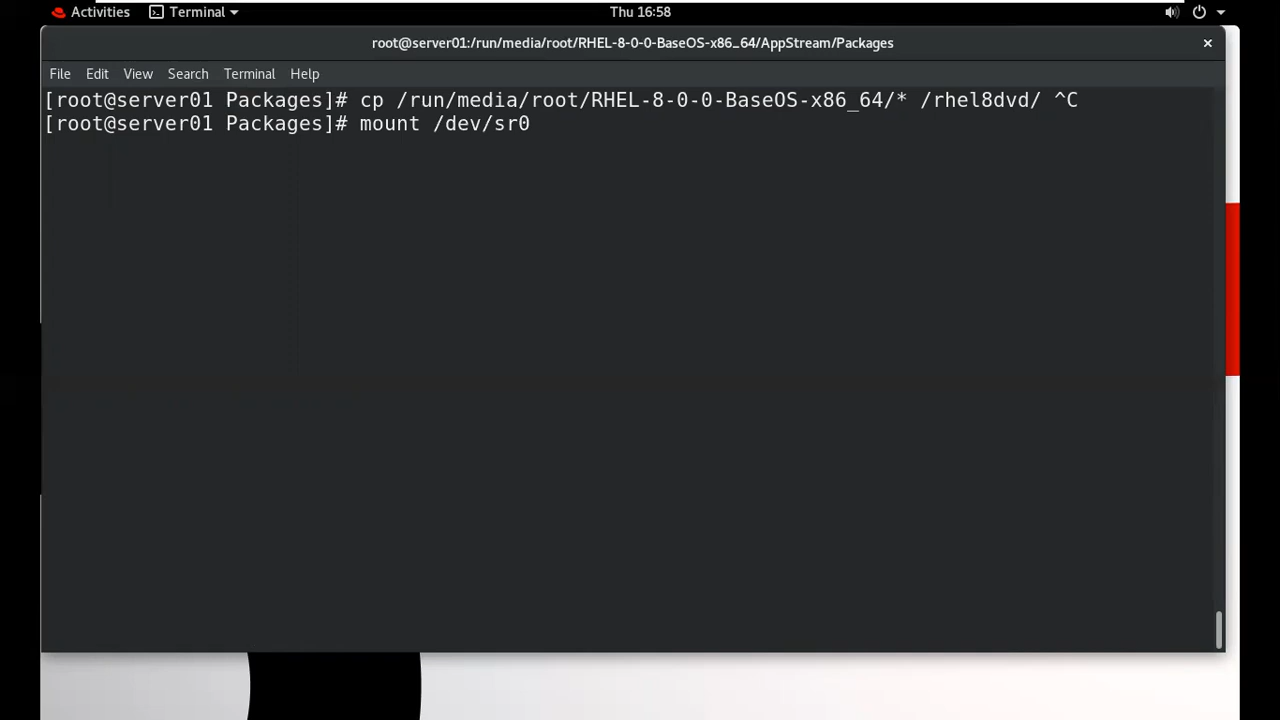 Activities Terminal Thu 16:58
root@server01:/run/media/root/RHEL-8-0-0-BaseOS-x86_64/AppStream/Packages ×
File Edit View Search Terminal Help
[root@server01 Packages]# cp /run/media/root/RHEL-8-0-0-BaseOS-x86_64/* /rhel8dvd/ ^C
[root@server01 Packages]# mount /dev/sr0